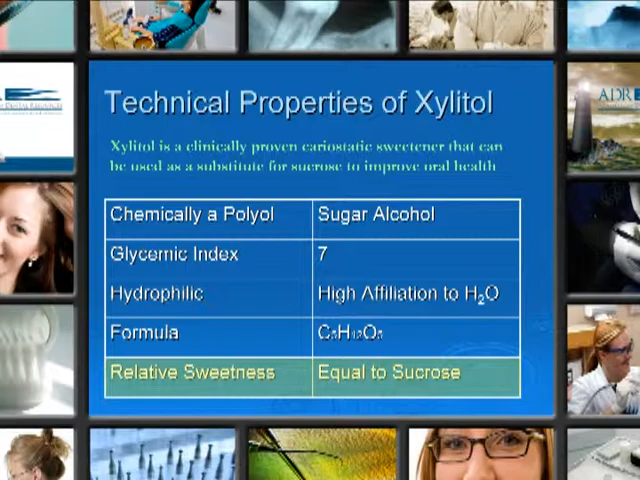 Technical Properties of Xylitol
Xylitol is a clinically proven cariostatic sweetener that can
be used as a substitute for sucrose to improve oral health
Chemically a Polyol Sugar Alcohol
Glycemic Index 7
Hydrophilic High Affiliation to H₂O
Formula C₅H₁₂O₅
Relative Sweetness Equal to Sucrose
ADRE